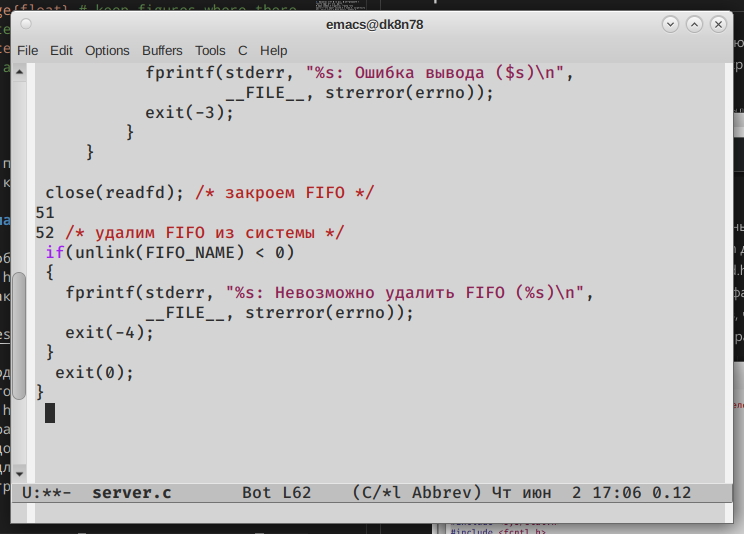 emacs@dk8n78
File Edit Options Buffers Tools C Help
fprintf(stderr, "%s: Ошибка вывода ($s)\n",
__FILE__, strerror(errno));
exit(-3);
}
}
close(readfd); /* закроем FIFO */
51
52 /* удалим FIFO из системы */
if(unlink(FIFO_NAME) < 0)
{
fprintf(stderr, "%s: Невозможно удалить FIFO (%s)\n",
__FILE__, strerror(errno));
exit(-4);
}
exit(0);
}
U:**- server.c Bot L62 (C/*l Abbrev) Чт июн 2 17:06 0.12
#include <fcntl.h>